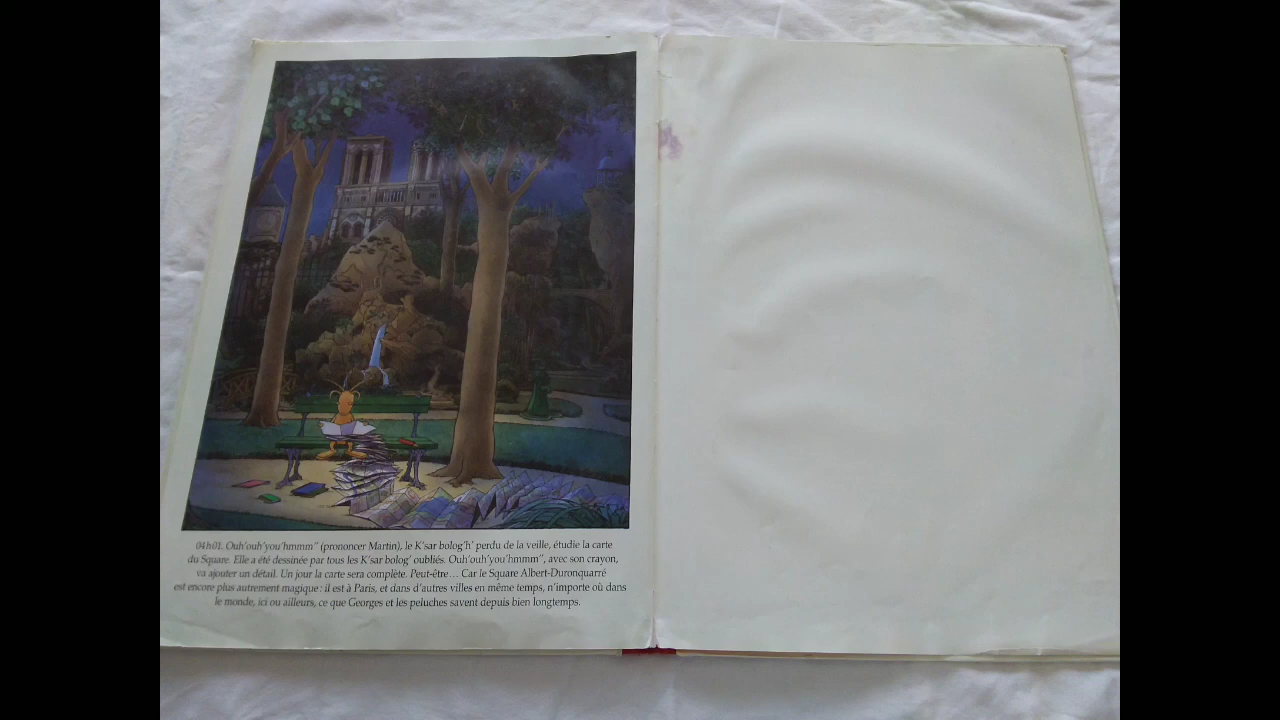 04h01. Ouh'ouh'you'hmmm" (prononcer Martin), le K'sar bolog'h' perdu de la veille, étudie la carte
du Square. Elle a été dessinée par tous les K'sar bolog' oubliés. Ouh'ouh'you'hmmm", avec son crayon,
va ajouter un détail. Un jour la carte sera complète. Peut-être... Car le Square Albert-Duronquarré
est encore plus autrement magique : il est à Paris, et dans d'autres villes en même temps, n'importe où dans
le monde, ici ou ailleurs, ce que Georges et les peluches savent depuis bien longtemps.